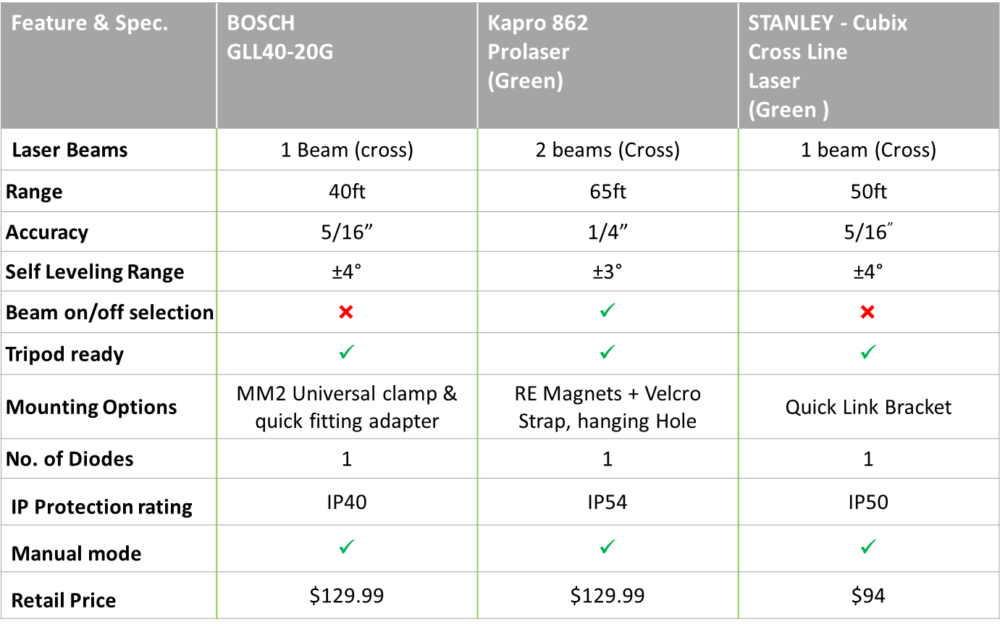 Feature & Spec.
BOSCH
GLL40-20G
Kapro 862
Prolaser
(Green)
STANLEY - Cubix
Cross Line
Laser
(Green )
Laser Beams
1 Beam (cross)
2 beams (Cross)
1 beam (Cross)
Range
40ft
65ft
50ft
Accuracy
5/16”
1/4”
5/16”
Self Leveling Range
±4°
±3°
±4°
Beam on/off selection
Tripod ready
Mounting Options
MM2 Universal clamp &
quick fitting adapter
RE Magnets + Velcro
Strap, hanging Hole
Quick Link Bracket
No. of Diodes
1
1
1
IP Protection rating
IP40
IP54
IP50
Manual mode
Retail Price
$129.99
$129.99
$94